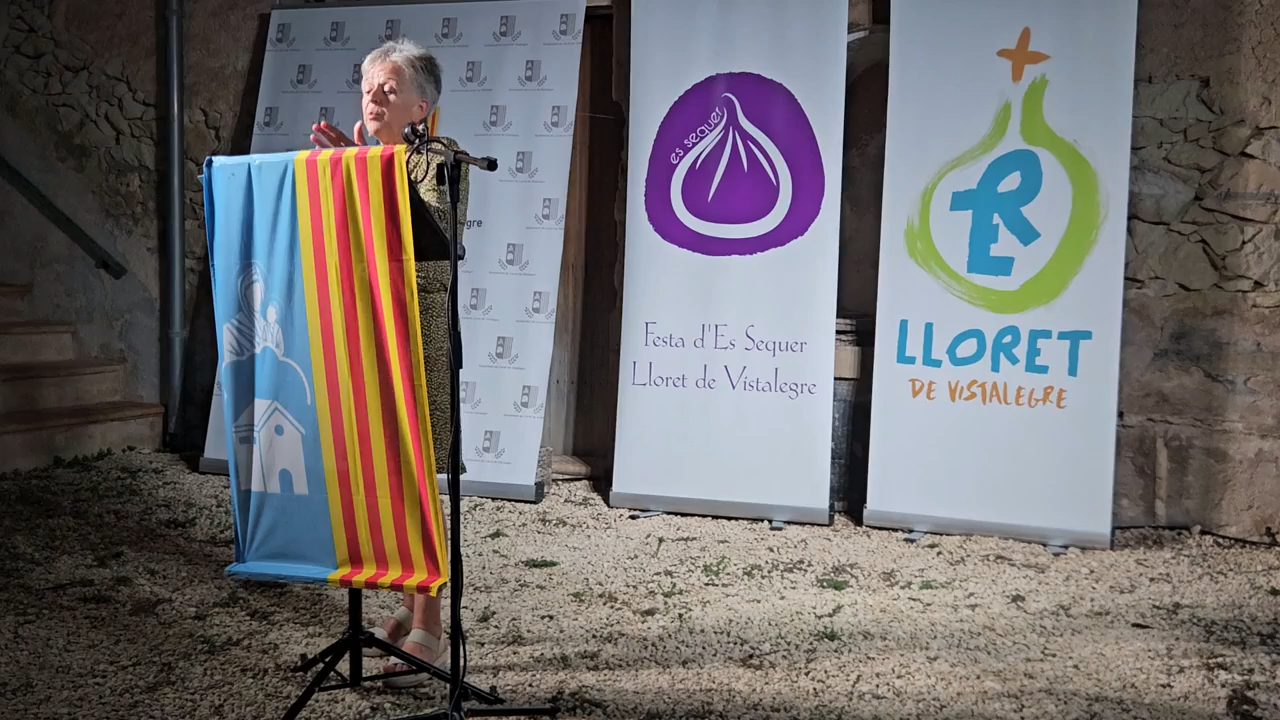 es sequer
Festa d'Es Sequer
Lloret de Vistalegre
LLORET
DE VISTALEGRE